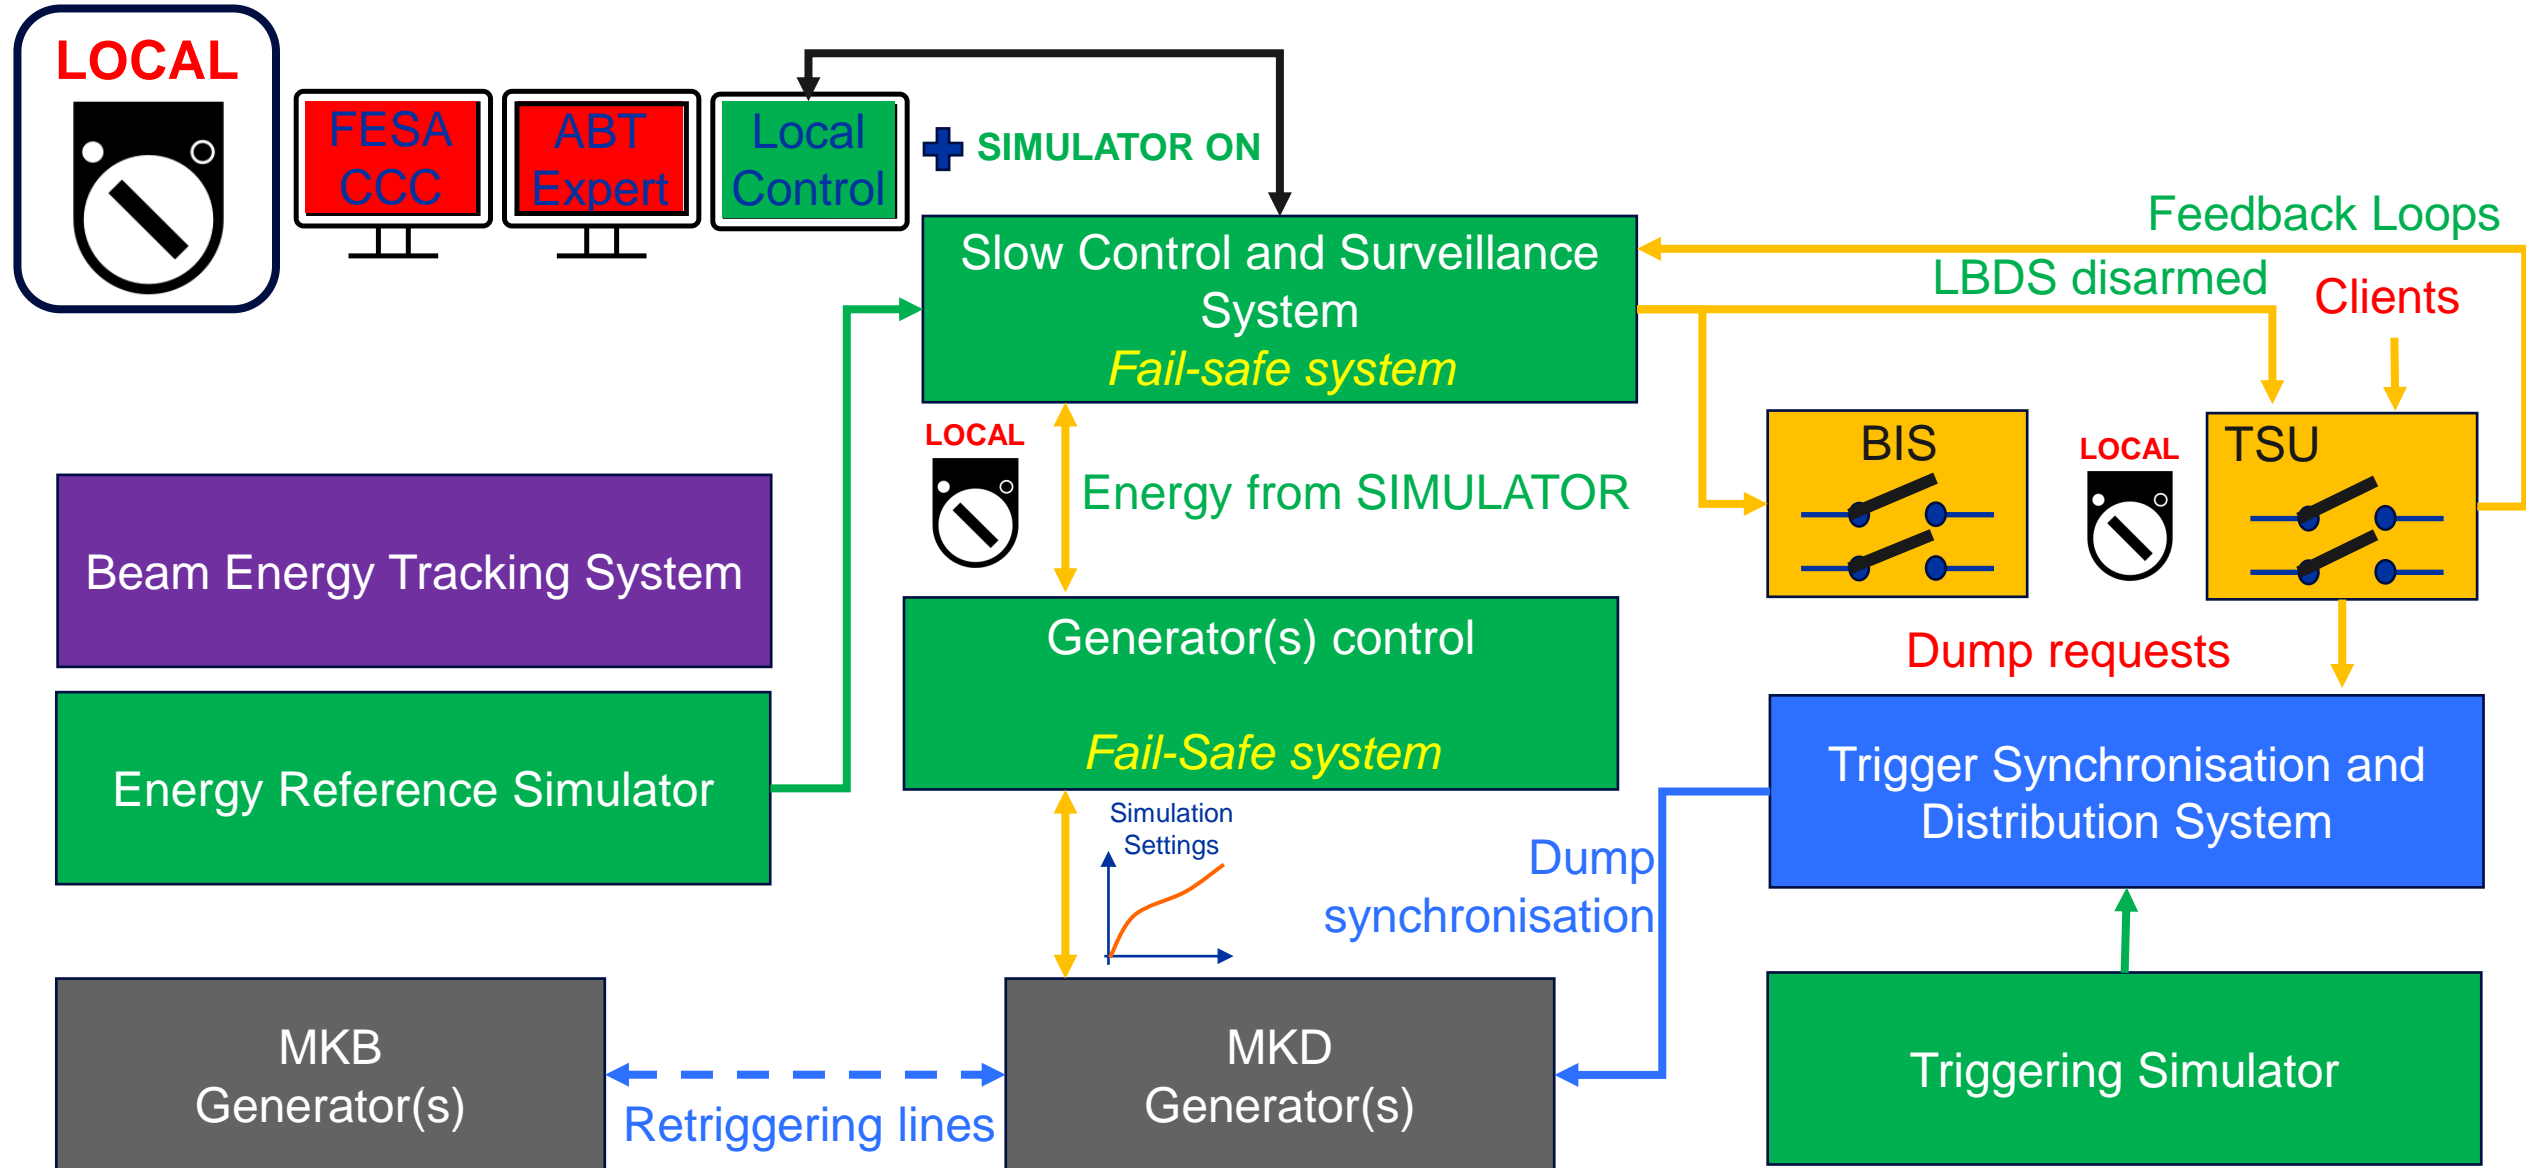 LOCAL
FESA
CCC
ABT
Expert
Local
Control
SIMULATOR ON
Slow Control and Surveillance
System
Fail-safe system
Feedback Loops
LBDS disarmed
Clients
LOCAL
Energy from SIMULATOR
BIS
LOCAL
TSU
Beam Energy Tracking System
Generator(s) control
Fail-Safe system
Dump requests
Energy Reference Simulator
Simulation
Settings
Dump
synchronisation
Trigger Synchronisation and
Distribution System
MKB
Generator(s)
Retriggering lines
MKD
Generator(s)
Triggering Simulator